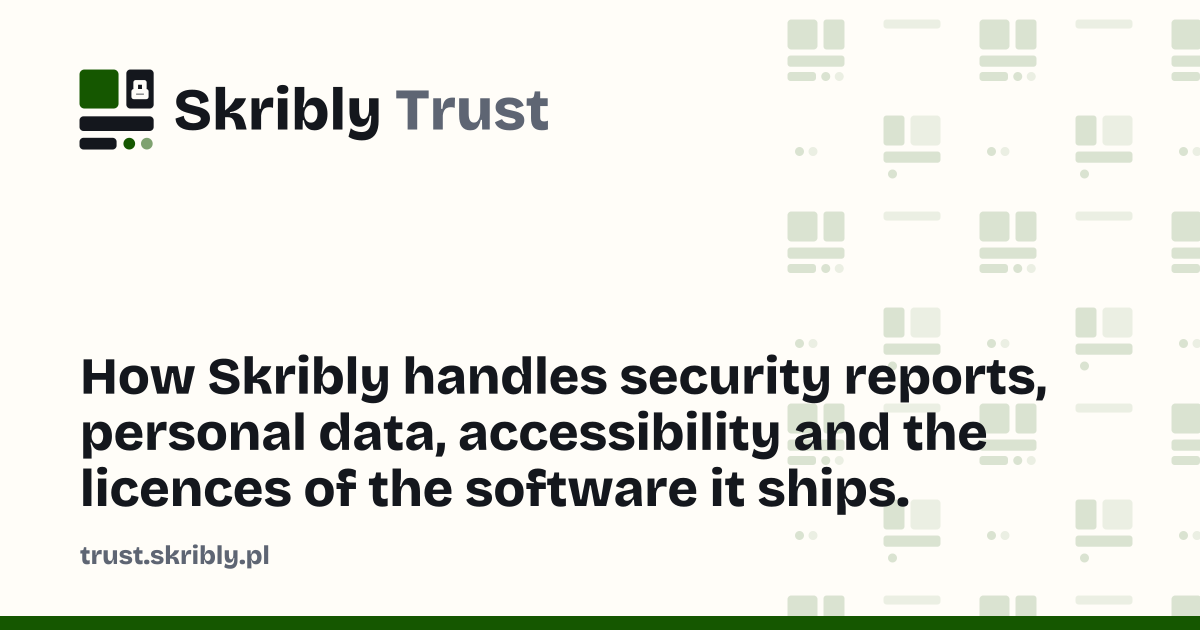 Skribly Trust
How Skribly handles security reports,
personal data, accessibility and the
licences of the software it ships.
trust.skribly.pl